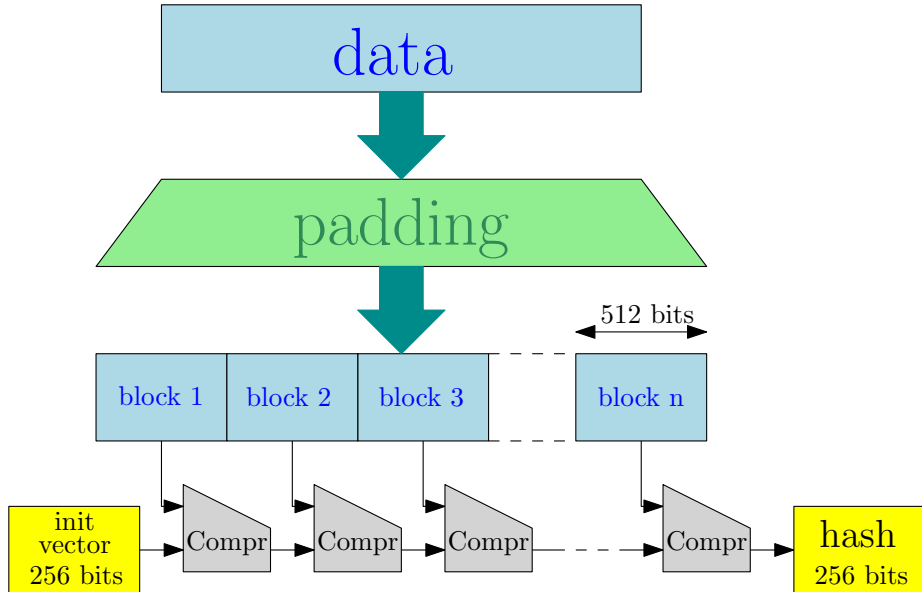 data
padding
512 bits
block 1
block 2
block 3
block n
init
vector
256 bits
Compr
Compr
Compr
Compr
hash
256 bits